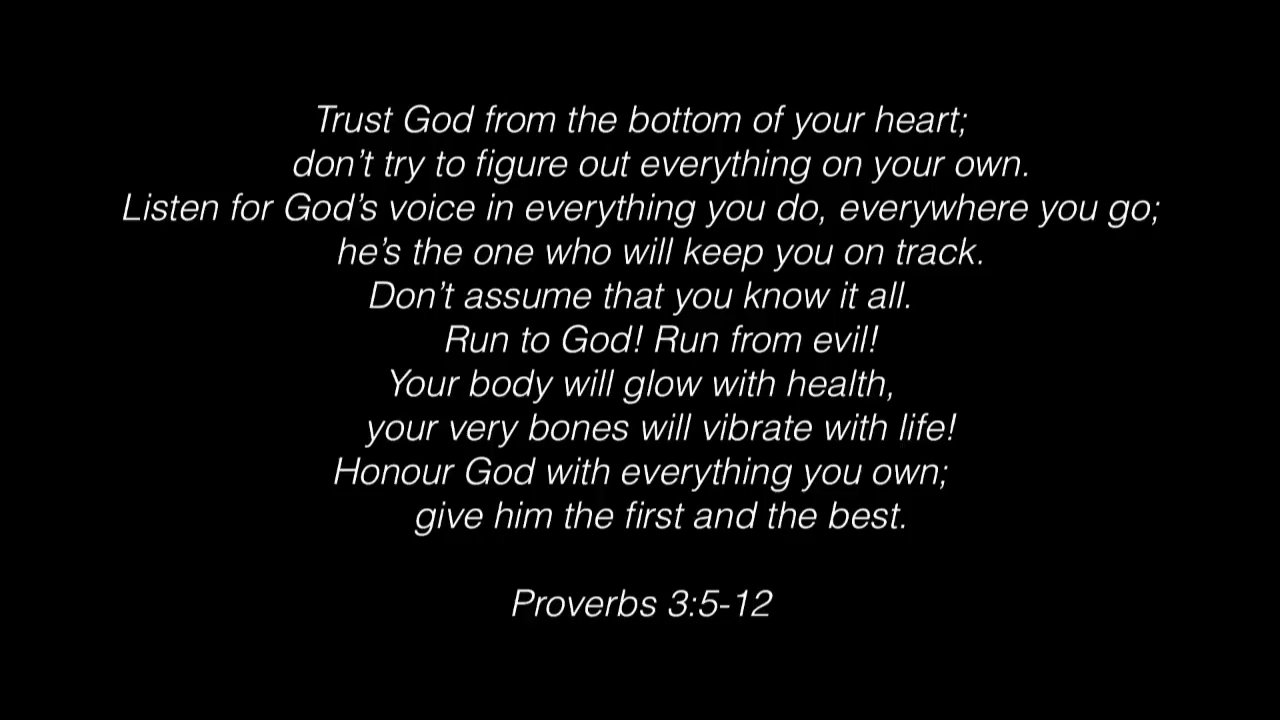 Trust God from the bottom of your heart;
don’t try to figure out everything on your own.
Listen for God’s voice in everything you do, everywhere you go;
he’s the one who will keep you on track.
Don’t assume that you know it all.
Run to God! Run from evil!
Your body will glow with health,
your very bones will vibrate with life!
Honour God with everything you own;
give him the first and the best.
Proverbs 3:5-12